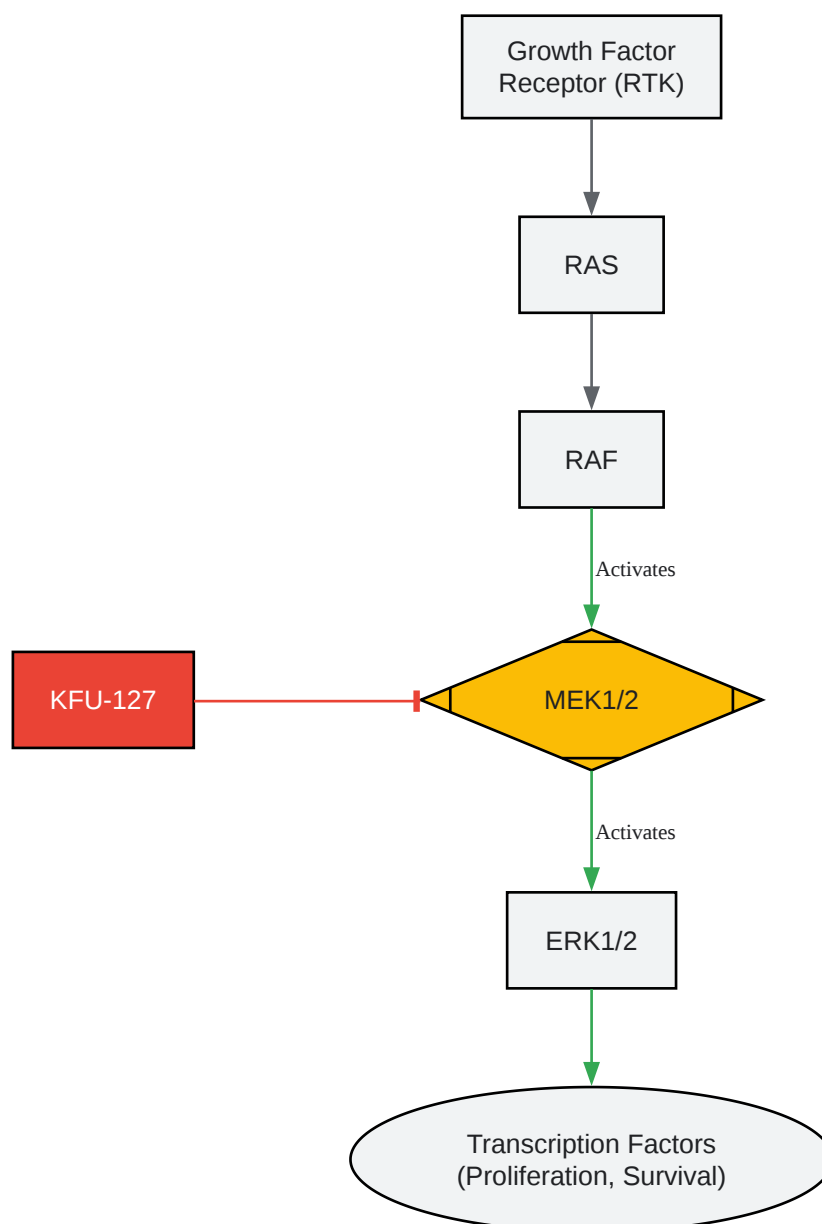 Growth Factor
Receptor (RTK)
RAS
RAF
Activates
KFU-127
MEK1/2
Activates
ERK1/2
Transcription Factors
(Proliferation, Survival)